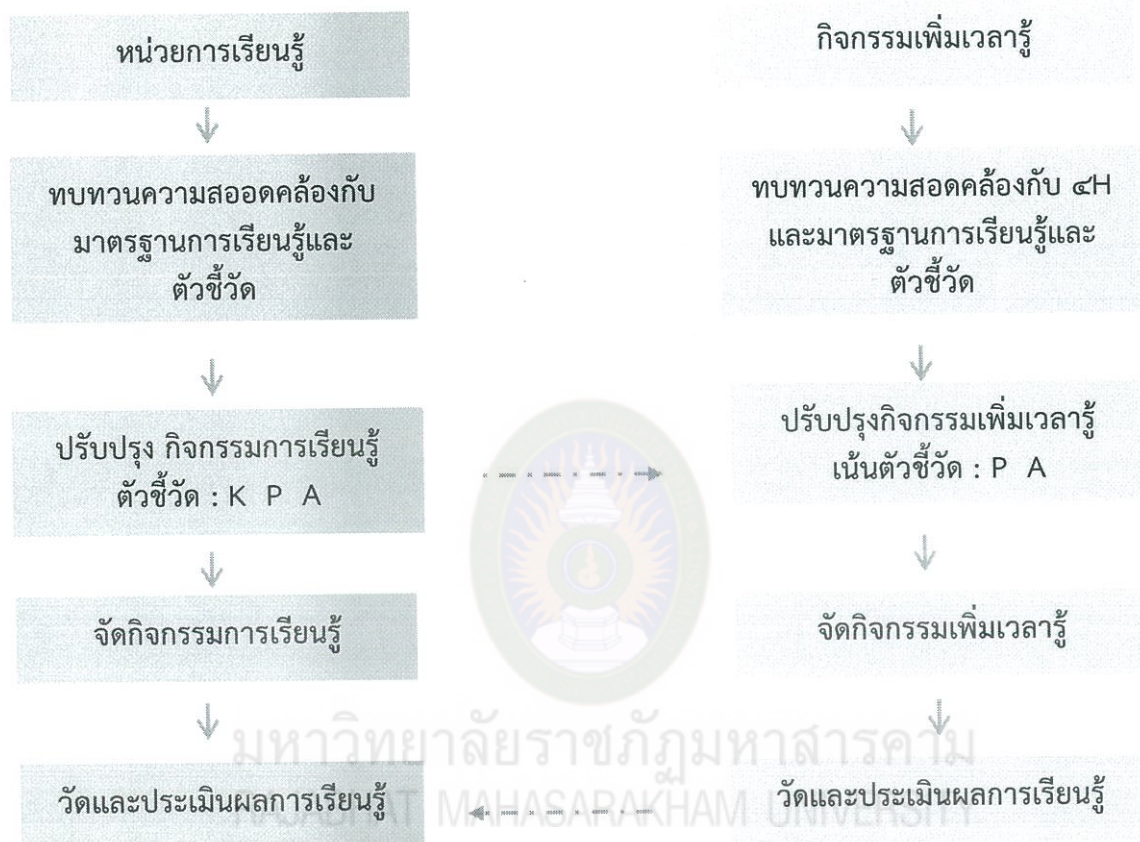 หน่วยการเรียนรู้
ทบทวนความสออดคล้องกับ
มาตรฐานการเรียนรู้และ
ตัวชี้วัด
ปรับปรุง กิจกรรมการเรียนรู้
ตัวชี้วัด : K P A
จัดกิจกรรมการเรียนรู้
วัดและประเมินผลการเรียนรู้
กิจกรรมเพิ่มเวลารู้
ทบทวนความสอดคล้องกับ ๔H
และมาตรฐานการเรียนรู้และ
ตัวชี้วัด
ปรับปรุงกิจกรรมเพิ่มเวลารู้
เน้นตัวชี้วัด : P A
จัดกิจกรรมเพิ่มเวลารู้
วัดและประเมินผลการเรียนรู้
มหาวิทยาลัยราชภัฏมหาสารคาม
RAJABHAT MAHASARAKHAM UNIVERSITY